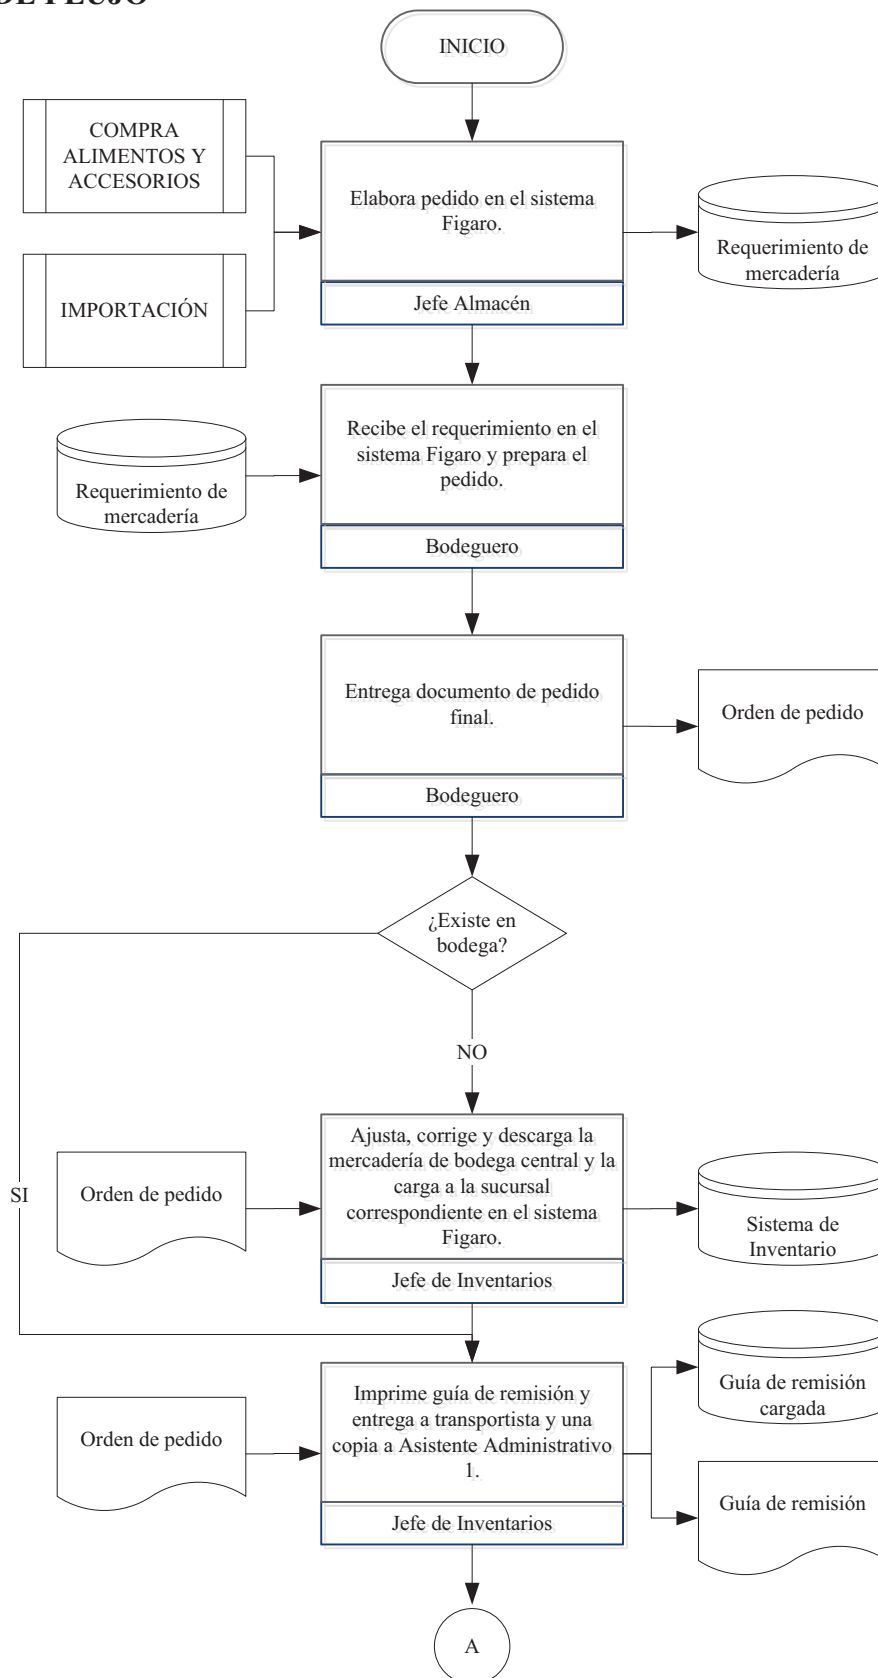 DE FLUJO
INICIO
COMPRA
ALIMENTOS Y
ACCESORIOS
Elabora pedido en el sistema
Figaro.
Requerimiento de
mercadería
IMPORTACIÓN
Jefe Almacén
Recibe el requerimiento en el
sistema Figaro y prepara el
pedido.
Requerimiento de
mercadería
Bodeguero
Entrega documento de pedido
final.
Orden de pedido
Bodeguero
¿Existe en
bodega?
NO
SI
Ajusta, corrige y descarga la
mercadería de bodega central y la
carga a la sucursal
correspondiente en el sistema
Figaro.
Orden de pedido
Sistema de
Inventario
Jefe de Inventarios
Imprime guía de remisión y
entrega a transportista y una
copia a Asistente Administrativo
1.
Orden de pedido
Guía de remisión
cargada
Guía de remisión
Jefe de Inventarios
A